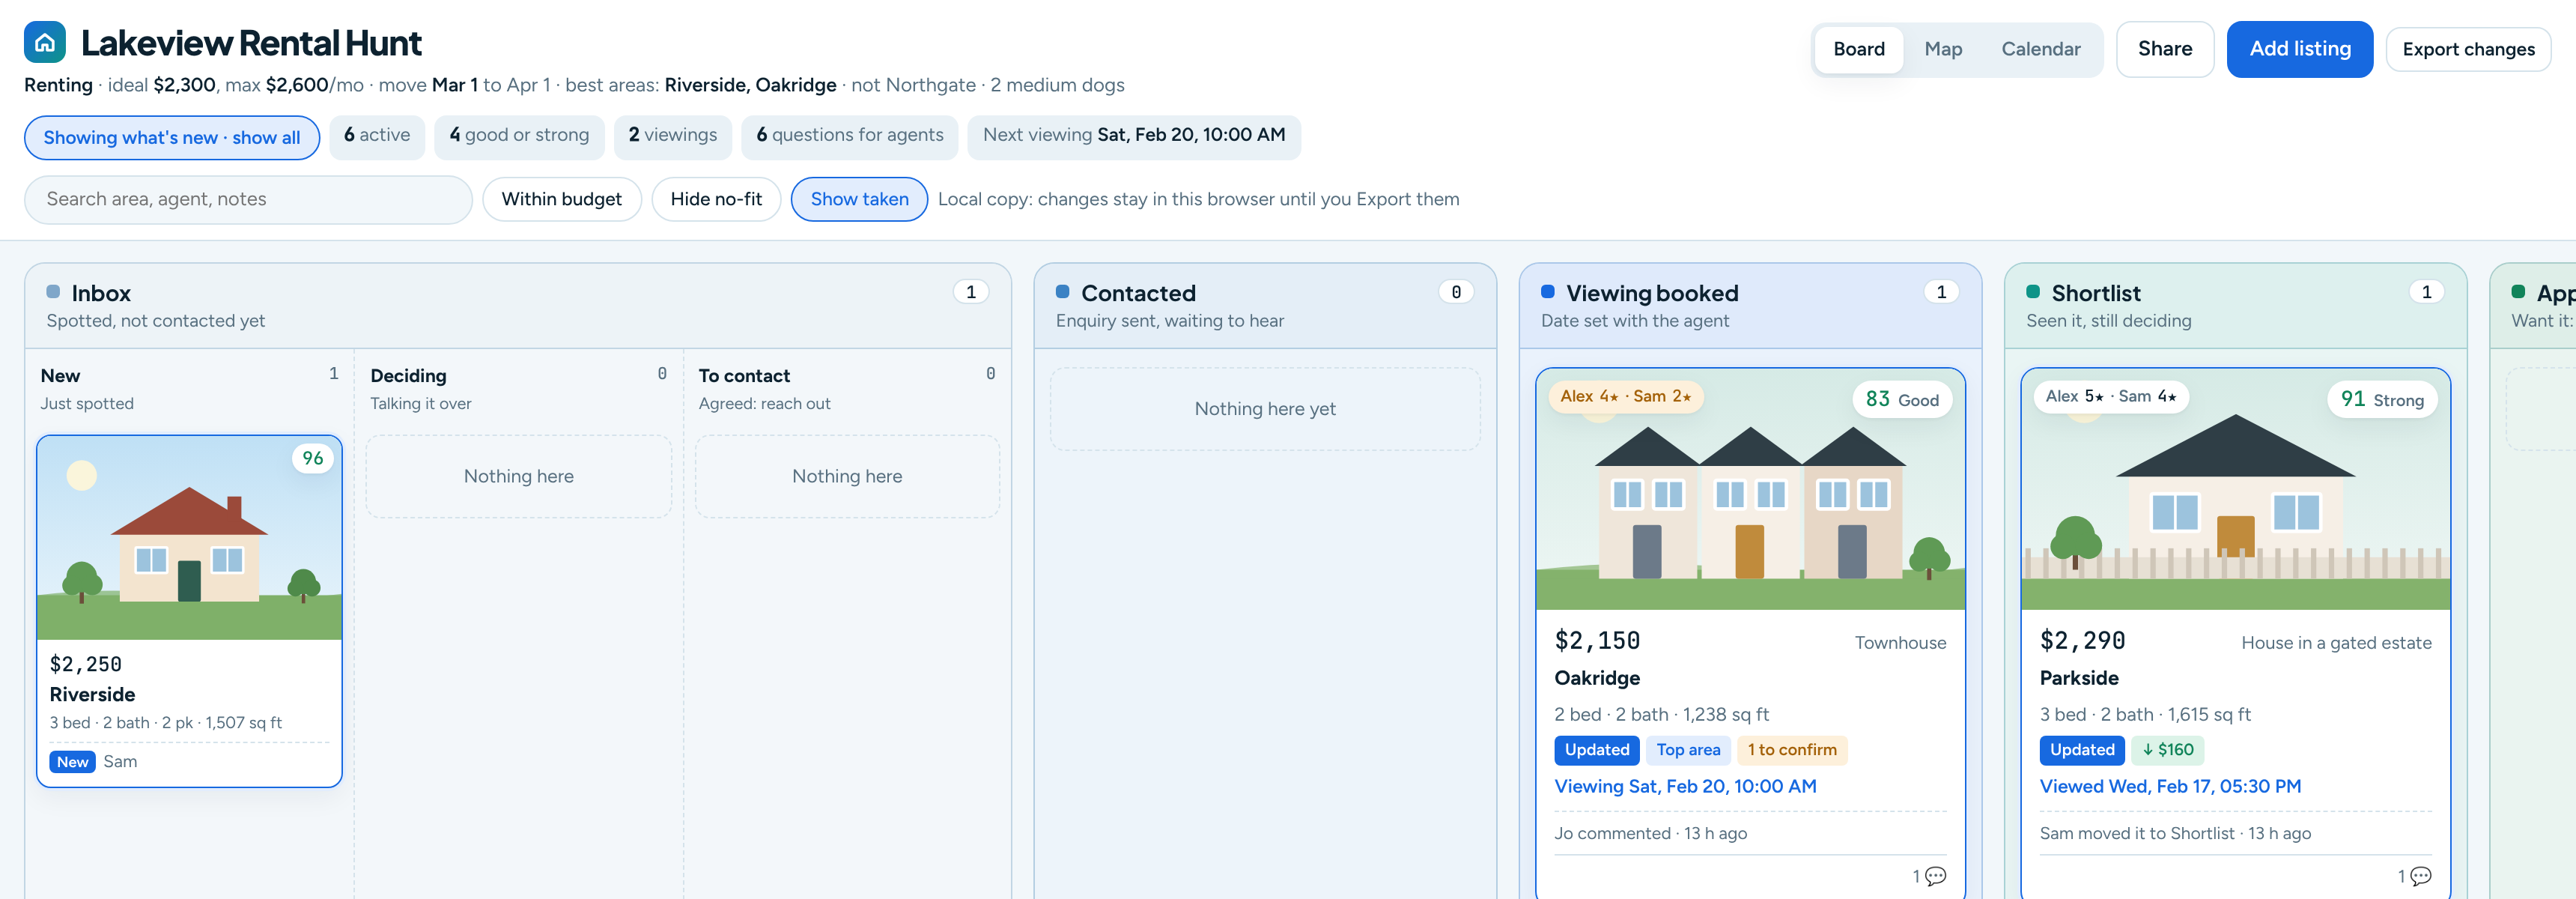 Lakeview Rental Hunt
Board Map Calendar Share Add listing Export changes
Renting · ideal $2,300, max $2,600/mo · move Mar 1 to Apr 1 · best areas: Riverside, Oakridge · not Northgate · 2 medium dogs
Showing what's new · show all 6 active 4 good or strong 2 viewings 6 questions for agents Next viewing Sat, Feb 20, 10:00 AM
Search area, agent, notes Within budget Hide no-fit Show taken Local copy: changes stay in this browser until you Export them
Inbox 1
Spotted, not contacted yet
New 1
Just spotted
96
$2,250
Riverside
3 bed · 2 bath · 2 pk · 1,507 sq ft
New Sam
Deciding 0
Talking it over
Nothing here
To contact 0
Agreed: reach out
Nothing here
Contacted 0
Enquiry sent, waiting to hear
Nothing here yet
Viewing booked 1
Date set with the agent
Alex 4★ · Sam 2★ 83 Good
$2,150 Townhouse
Oakridge
2 bed · 2 bath · 1,238 sq ft
Updated Top area 1 to confirm
Viewing Sat, Feb 20, 10:00 AM
Jo commented · 13 h ago
1 💬
Shortlist 1
Seen it, still deciding
Alex 5★ · Sam 4★ 91 Strong
$2,290 House in a gated estate
Parkside
3 bed · 2 bath · 1,615 sq ft
Updated ↓ $160
Viewed Wed, Feb 17, 05:30 PM
Sam moved it to Shortlist · 13 h ago
1 💬
App
Want it: